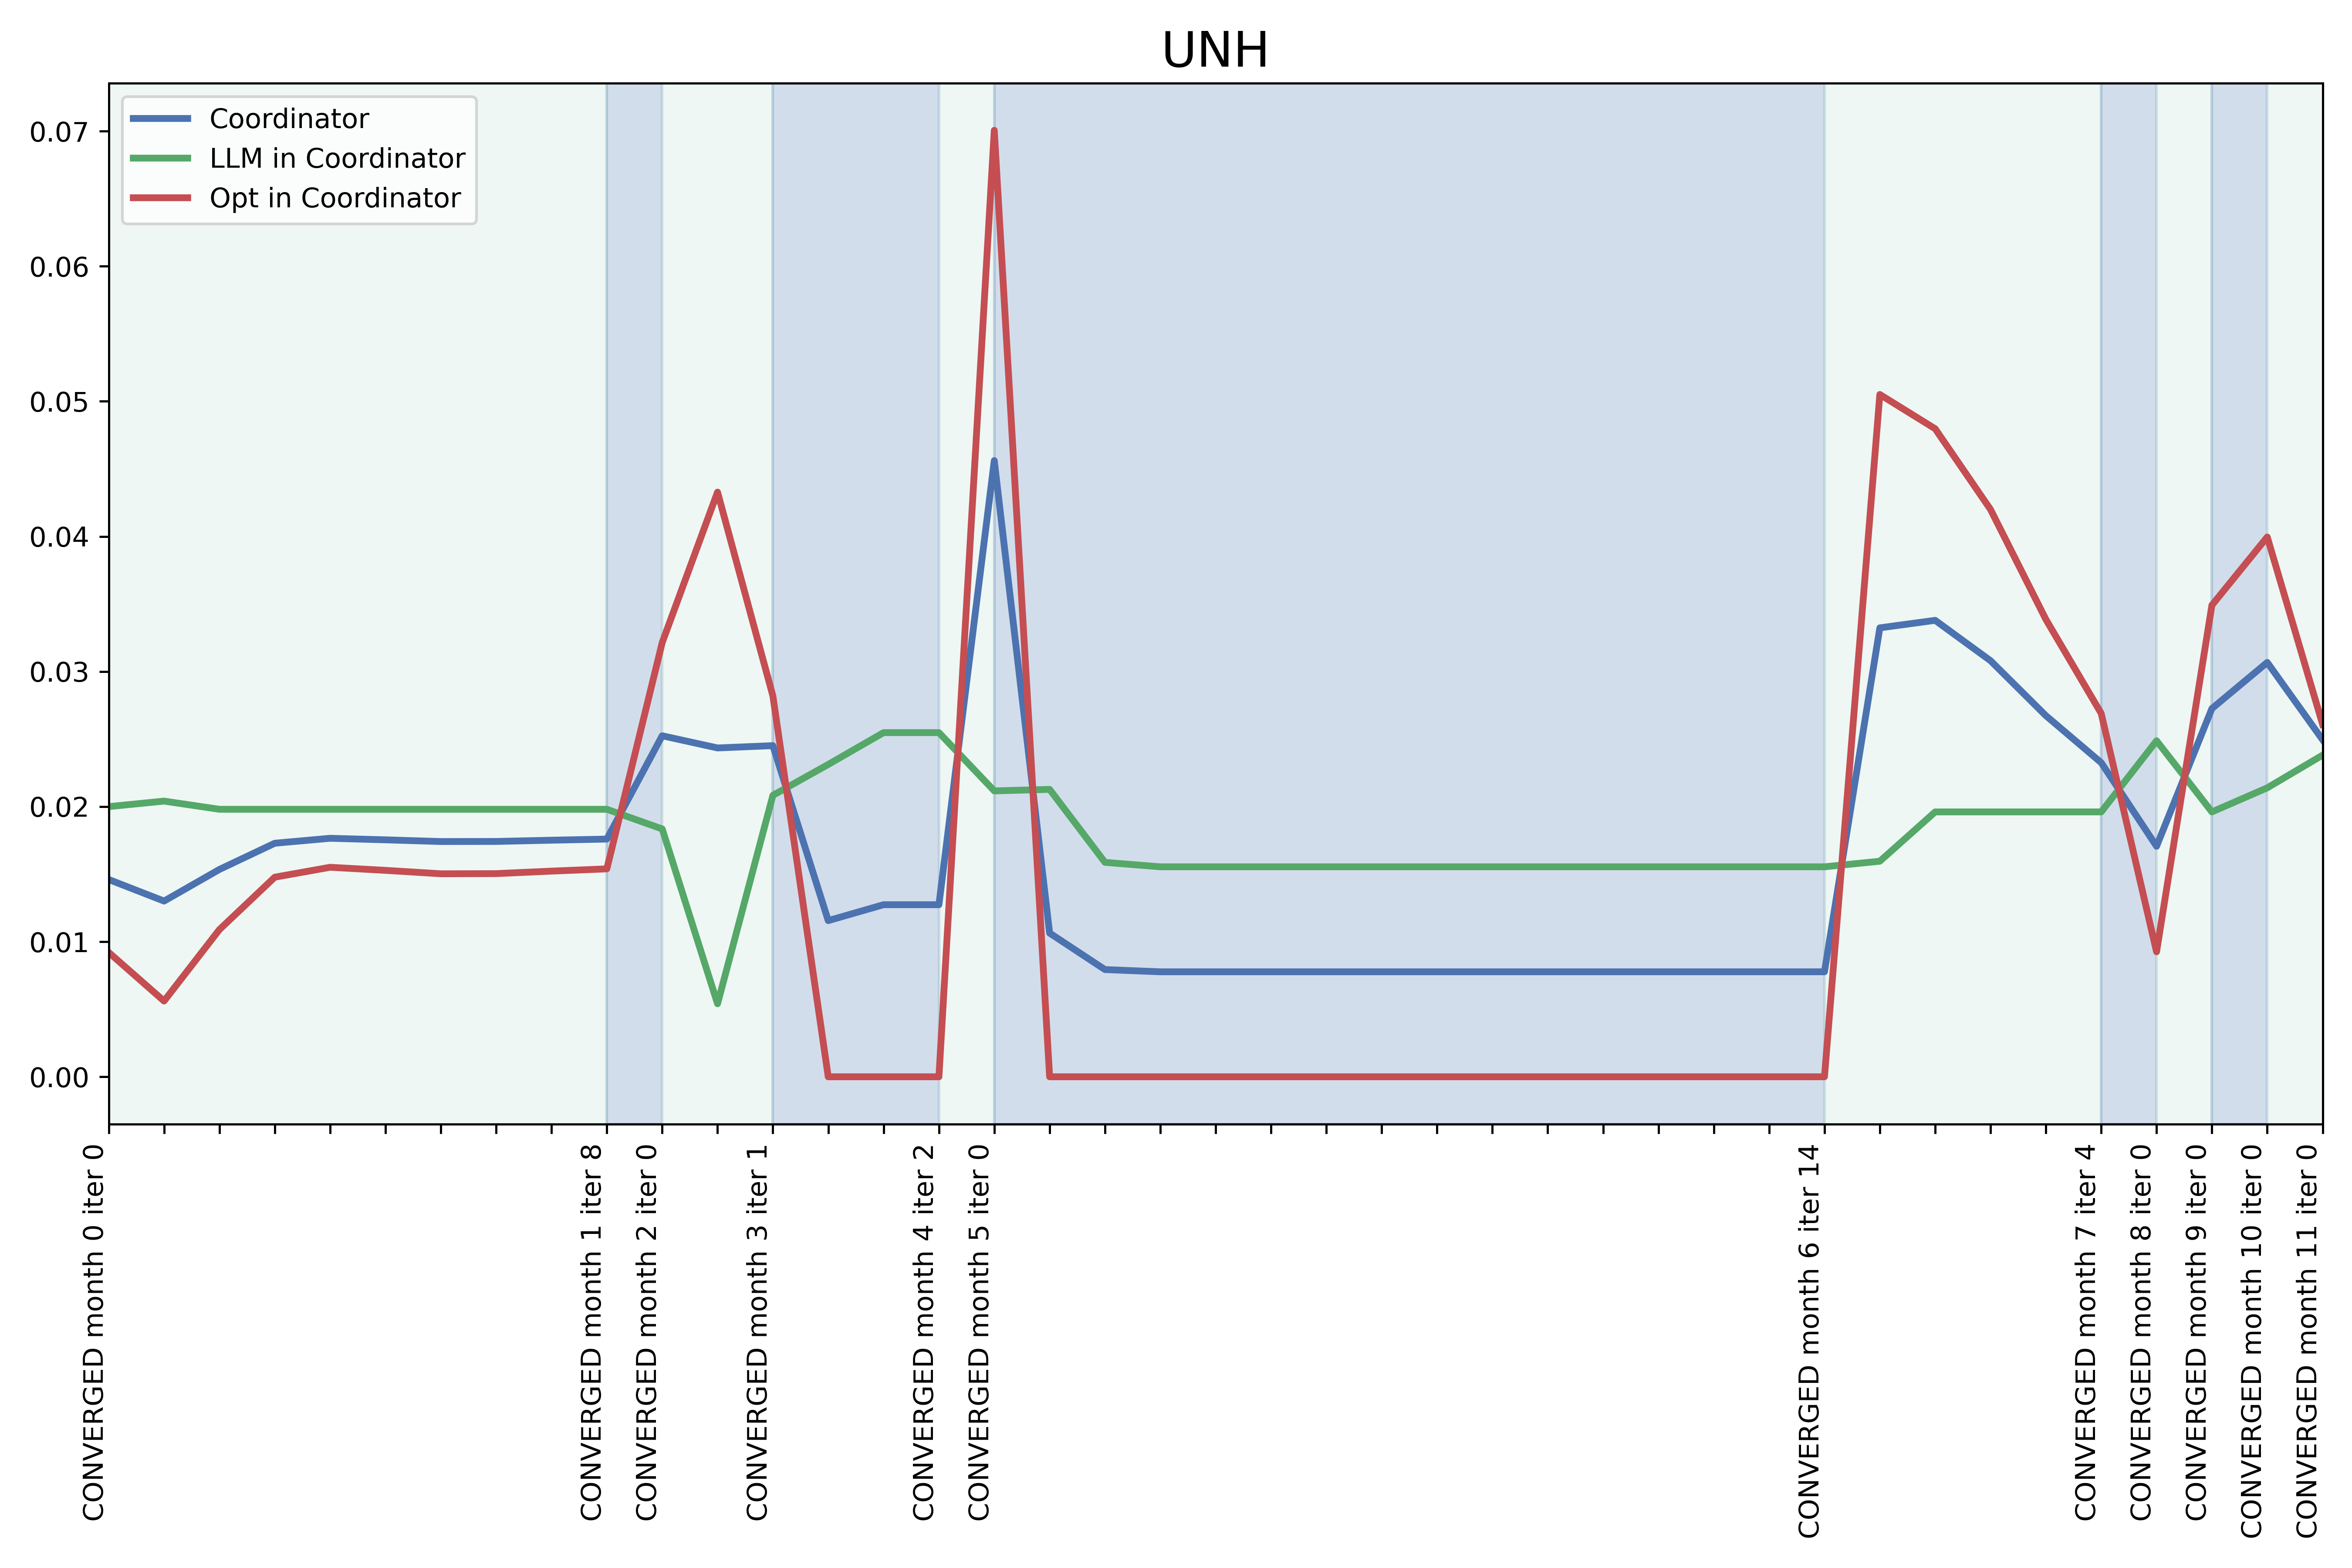 UNH
Coordinator
LLM in Coordinator
Opt in Coordinator
0.07
0.06
0.05
0.04
0.03
0.02
0.01
0.00
CONVERGED month 0 iter 0
CONVERGED month 1 iter 8
CONVERGED month 2 iter 0
CONVERGED month 3 iter 1
CONVERGED month 4 iter 2
CONVERGED month 5 iter 0
CONVERGED month 6 iter 14
CONVERGED month 7 iter 4
CONVERGED month 8 iter 0
CONVERGED month 9 iter 0
CONVERGED month 10 iter 0
CONVERGED month 11 iter 0